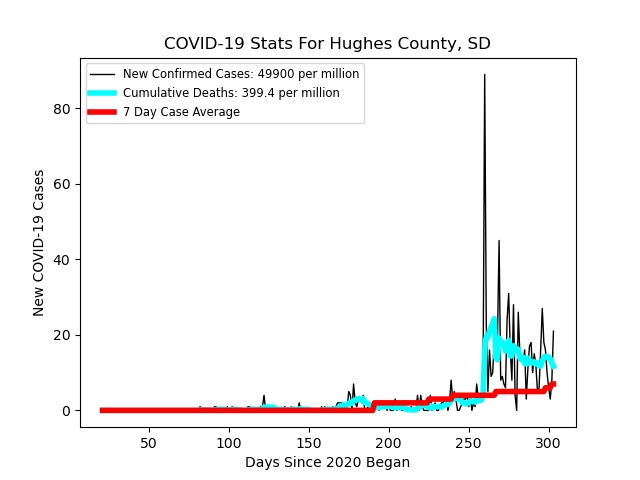 COVID-19 Stats For Hughes County, SD
New Confirmed Cases: 49900 per million
Cumulative Deaths: 399.4 per million
7 Day Case Average
New COVID-19 Cases
80
60
40
20
0
50 100 150 200 250 300
Days Since 2020 Began